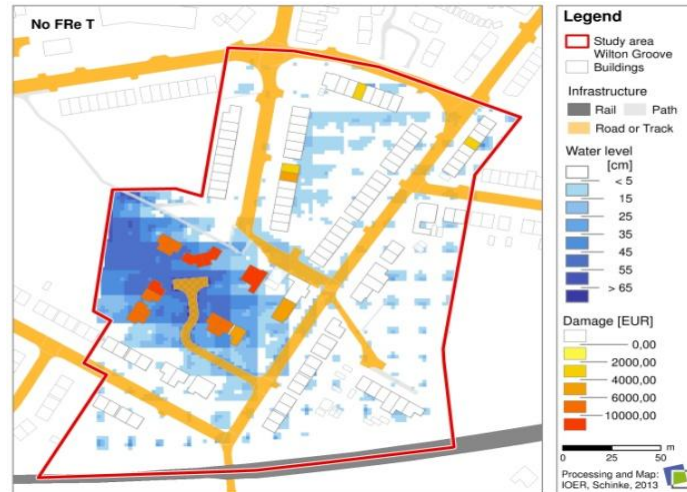 No FRe T
Legend
Study area
Wilton Groove
Buildings
Infrastructure
Rail Path
Road or Track
Water level
[cm]
< 5
15
25
35
45
55
> 65
Damage [EUR]
0,00
2000,00
4000,00
6000,00
10000,00
m
0 25 50
Processing and Map:
IOER, Schinke, 2013